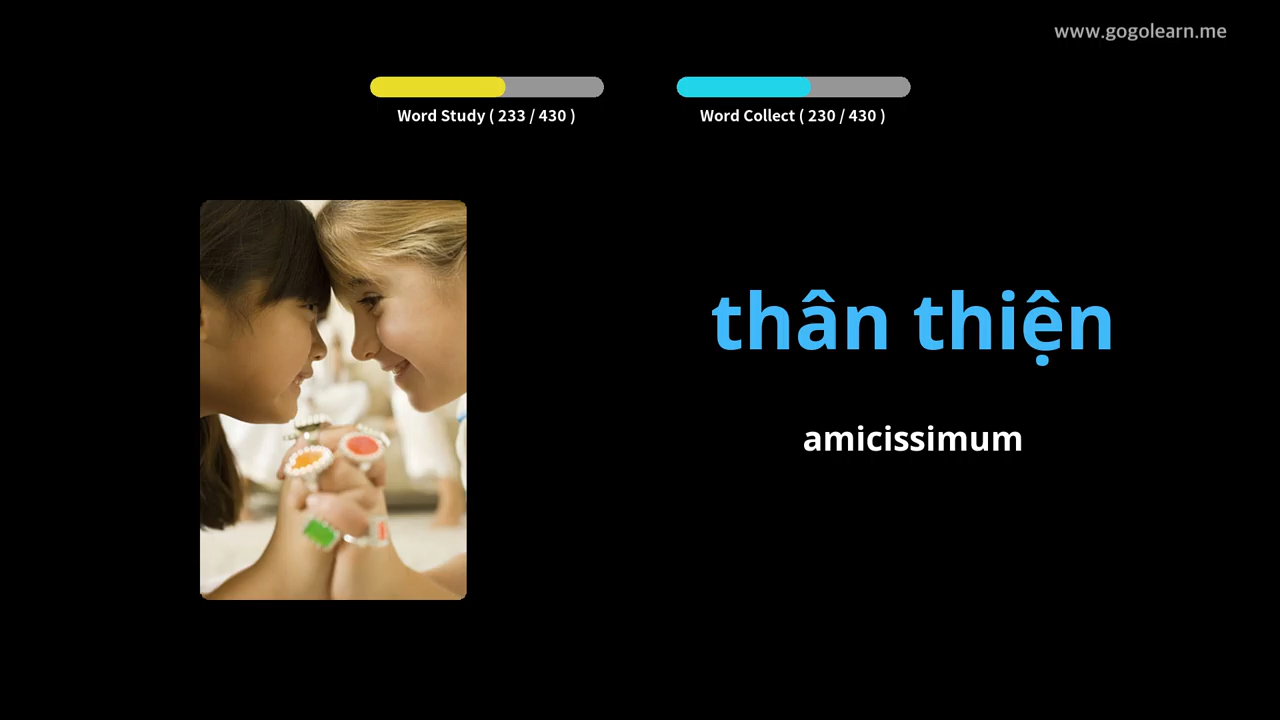 www.gogolearn.me
Word Study ( 233 / 430 )
Word Collect ( 230 / 430 )
thân thiện
amicissimum